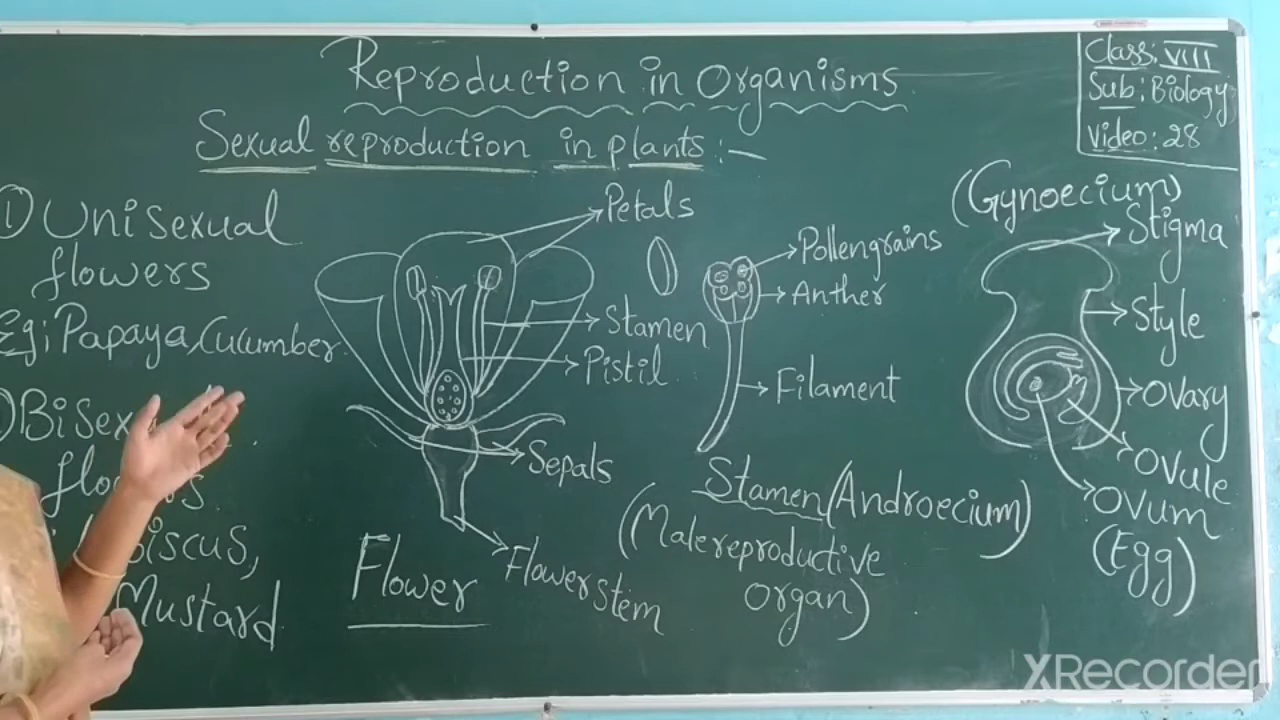 Reproduction in Organisms
Class: VIII
Sub: Biology
Video: 28
Sexual reproduction in plants:-
① Unisexual
flowers
Eg: Papaya, Cucumber
flowers
Mustard
Petals
Stamen
Pistil
Sepals
Flower stem
Flower
Pollengrains
Anther
Filament
Stamen (Androecium)
(Male reproductive
organ)
(Gynoecium)
Stigma
Style
Ovary
Ovule
Ovum
(Egg)
XRecorder